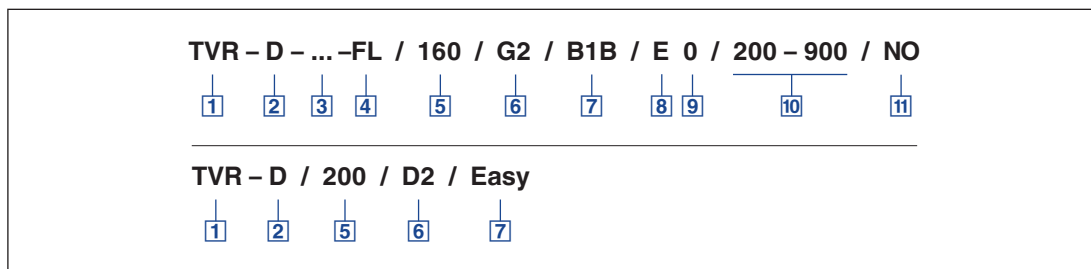 TVR – D – ... –FL / 160 / G2 / B1B / E 0 / 200 – 900 / NO
1 2 3 4 5 6 7 8 9 10 11
TVR – D / 200 / D2 / Easy
1 2 5 6 7